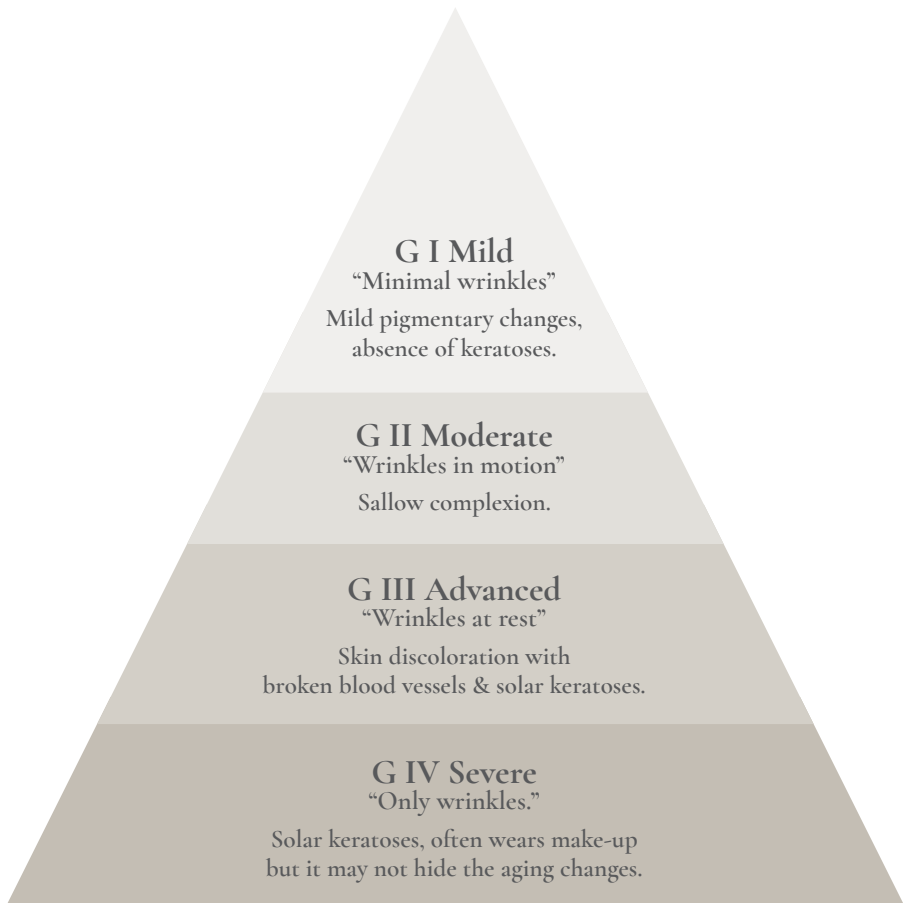 G I Mild
“Minimal wrinkles”
Mild pigmentary changes,
absence of keratoses.
G II Moderate
“Wrinkles in motion”
Sallow complexion.
G III Advanced
“Wrinkles at rest”
Skin discoloration with
broken blood vessels & solar keratoses.
G IV Severe
“Only wrinkles.”
Solar keratoses, often wears make-up
but it may not hide the aging changes.